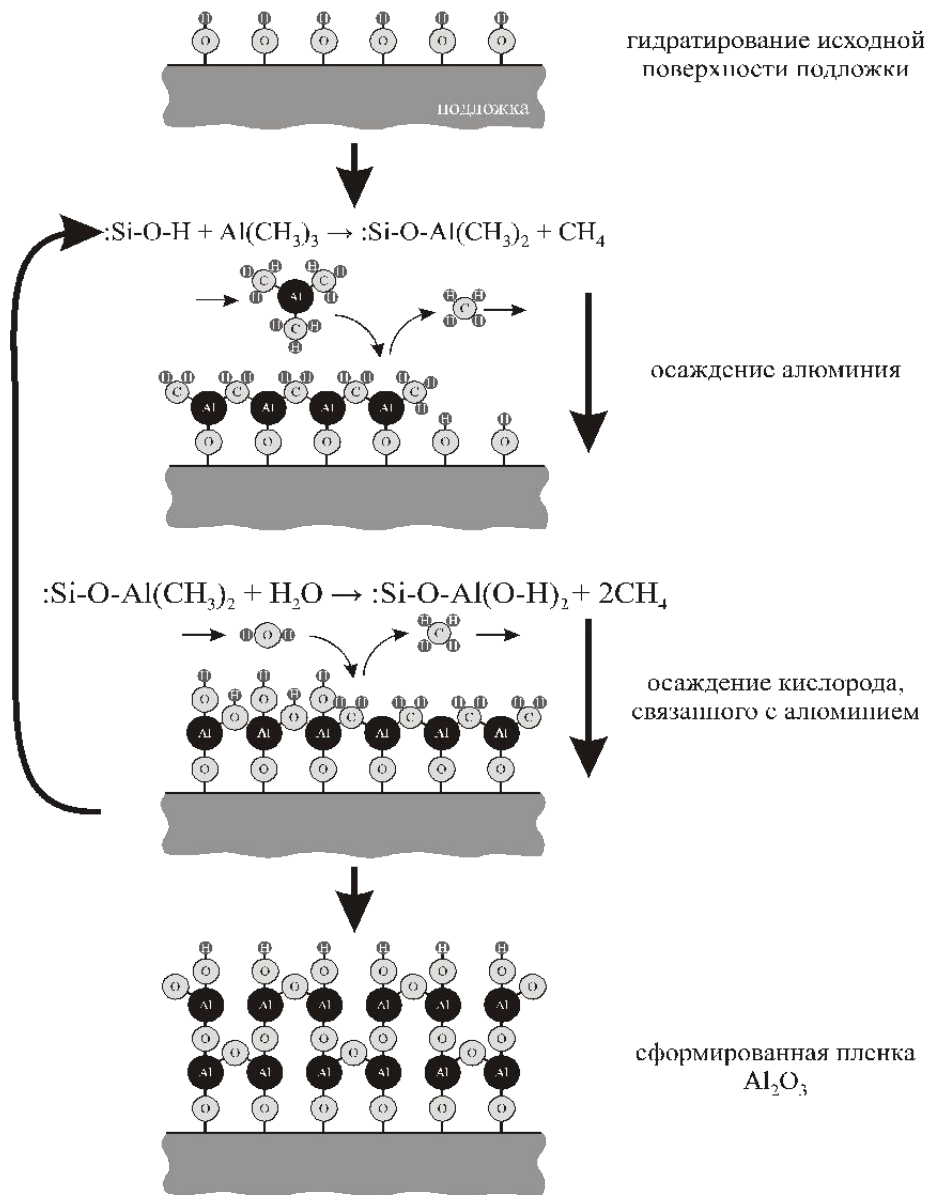 гидратирование исходной
поверхности подложки
подложка
:Si-O-H + Al(CH₃)₃ → :Si-O-Al(CH₃)₂ + CH₄
осаждение алюминия
:Si-O-Al(CH₃)₂ + H₂O → :Si-O-Al(O-H)₂ + 2CH₄
осаждение кислорода,
связанного с алюминием
сформированная пленка
Al₂O₃